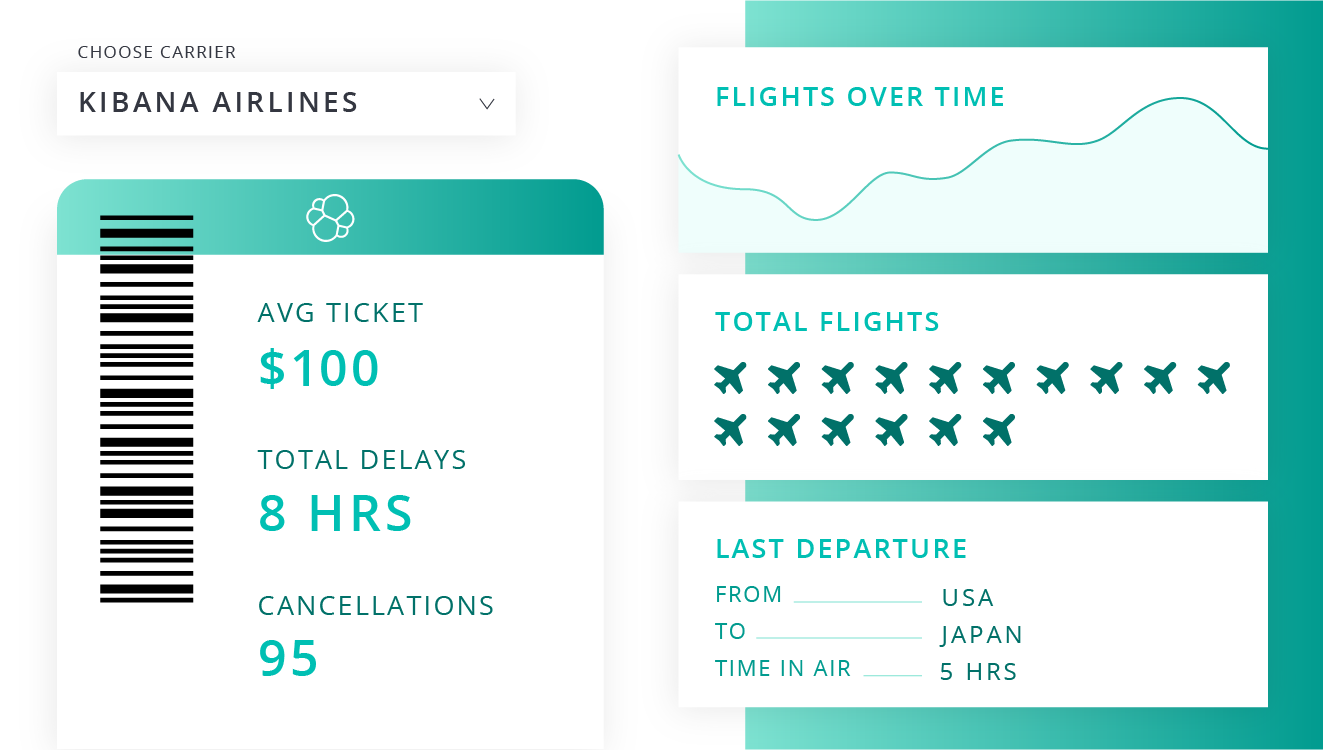 CHOOSE CARRIER
KIBANA AIRLINES
AVG TICKET
$100
TOTAL DELAYS
8 HRS
CANCELLATIONS
95
FLIGHTS OVER TIME
TOTAL FLIGHTS
LAST DEPARTURE
FROM USA
TO JAPAN
TIME IN AIR 5 HRS